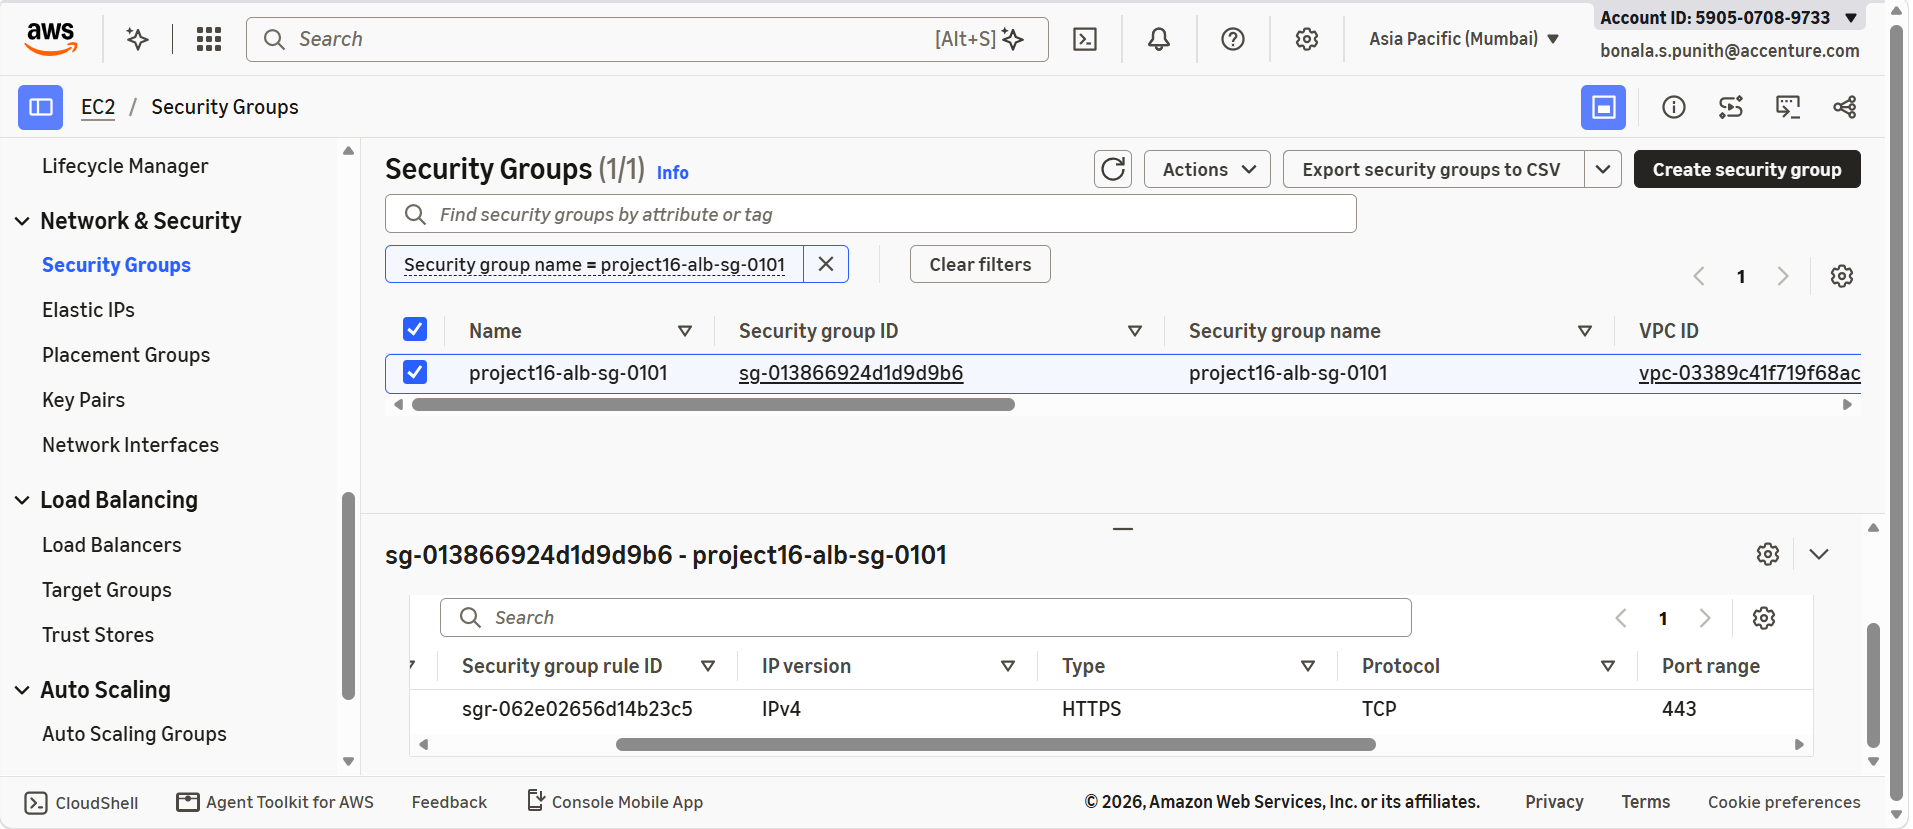 aws
Search
[Alt+S]
Asia Pacific (Mumbai)
Account ID: 5905-0708-9733
bonala.s.punith@accenture.com
EC2 / Security Groups
Lifecycle Manager
Network & Security
Security Groups
Elastic IPs
Placement Groups
Key Pairs
Network Interfaces
Load Balancing
Load Balancers
Target Groups
Trust Stores
Auto Scaling
Auto Scaling Groups
Security Groups (1/1) Info
Actions
Export security groups to CSV
Create security group
Find security groups by attribute or tag
Security group name = project16-alb-sg-0101
Clear filters
1
Name Security group ID Security group name VPC ID
project16-alb-sg-0101 sg-013866924d1d9d9b6 project16-alb-sg-0101 vpc-03389c41f719f68ac
sg-013866924d1d9d9b6 - project16-alb-sg-0101
Search
1
Security group rule ID IP version Type Protocol Port range
sgr-062e02656d14b23c5 IPv4 HTTPS TCP 443
CloudShell Agent Toolkit for AWS Feedback Console Mobile App © 2026, Amazon Web Services, Inc. or its affiliates. Privacy Terms Cookie preferences